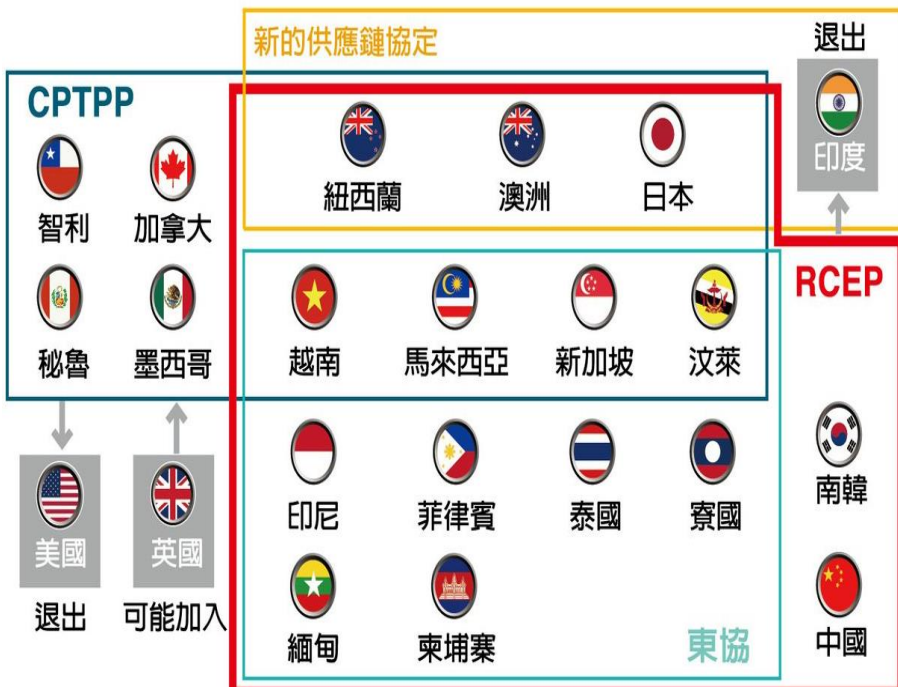 新的供應鏈協定
退出
CPTPP
印度
紐西蘭 澳洲 日本
智利 加拿大
RCEP
秘魯 墨西哥 越南 馬來西亞 新加坡 汶萊
南韓
印尼 菲律賓 泰國 寮國
美國 英國
退出 可能加入
緬甸 柬埔寨 東協 中國